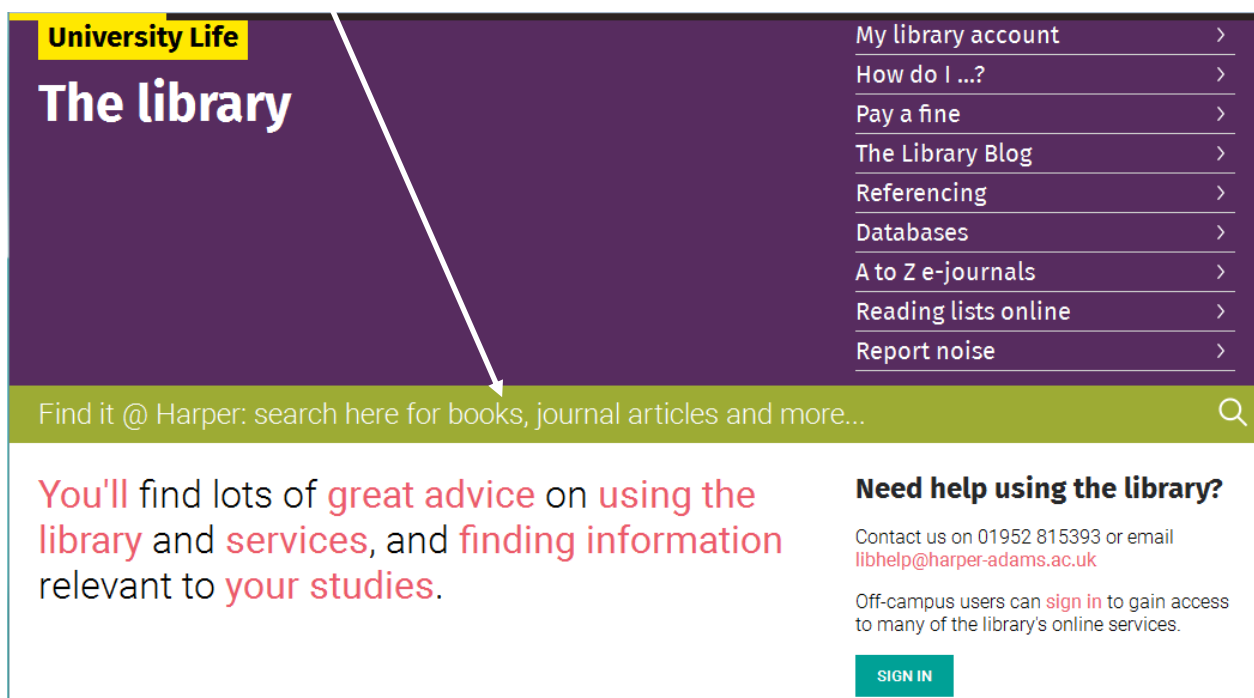 University Life
The library
My library account
How do I ...?
Pay a fine
The Library Blog
Referencing
Databases
A to Z e-journals
Reading lists online
Report noise
Find it @ Harper: search here for books, journal articles and more...
You'll find lots of great advice on using the
library and services, and finding information
relevant to your studies.
Need help using the library?
Contact us on 01952 815393 or email
libhelp@harper-adams.ac.uk
Off-campus users can sign in to gain access
to many of the library's online services.
SIGN IN